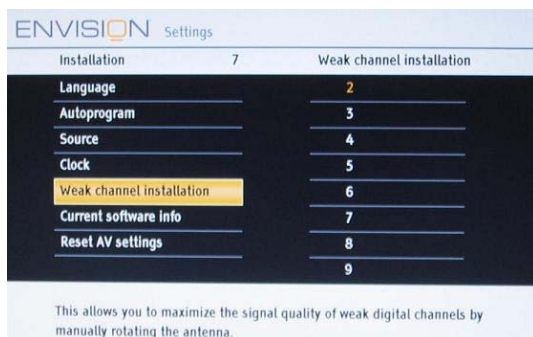 ENVISION Settings
Installation 7 Weak channel installation
Language 2
Autoprogram 3
Source 4
Clock 5
Weak channel installation 6
Current software info 7
Reset AV settings 8
9
This allows you to maximize the signal quality of weak digital channels by
manually rotating the antenna.